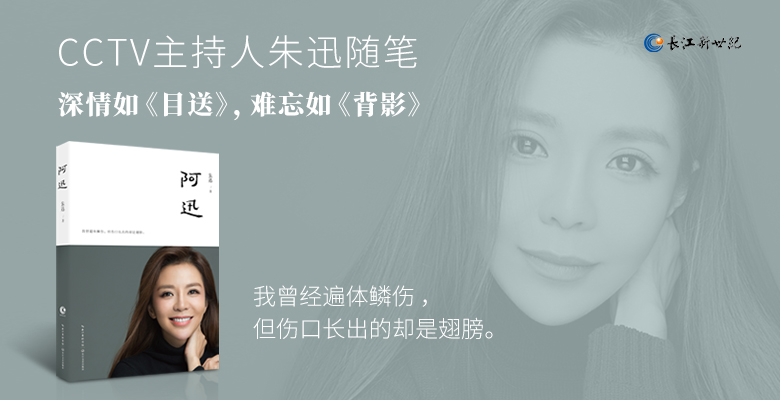 CCTV主持人朱迅随笔
长江新世纪
深情如《目送》，难忘如《背影》
阿迅
朱迅 著
我曾经遍体鳞伤，
但伤口长出的却是翅膀。